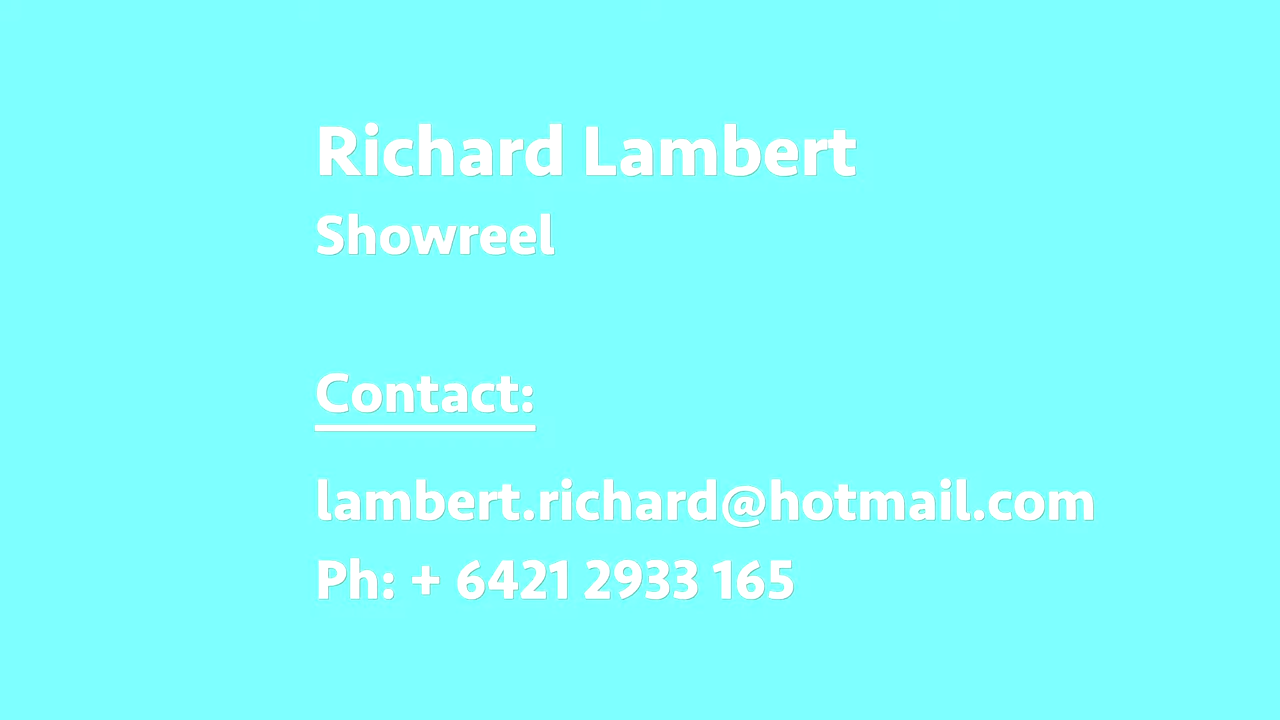 Richard Lambert
Showreel
Contact:
lambert.richard@hotmail.com
Ph: + 6421 2933 165